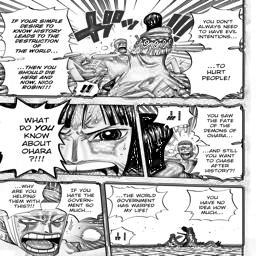 YOU DON'T
ALWAYS NEED
TO HAVE EVIL
INTENTIONS
TO HURT
PEOPLE!
IF YOUR SIMPLE
DESIRE TO
KNOW HISTORY
LEADS TO THE
DESTRUCTION
OF THE
WORLD...
...THEN YOU
SHOULD DIE
HERE AND
NOW, NICO
ROBIN!!!
YOU SAW
THE FATE
OF THE
DEMONS OF
OHARA...
...AND STILL
YOU WANT
TO CHASE
AFTER
HISTORY?!
WHAT
DO YOU
KNOW
ABOUT
OHARA
?!!!
YOU
HAVE NO
IDEA HOW
MUCH...
...THE WORLD
GOVERNMENT
HAS WARPED
MY LIFE!
IF YOU
HATE THE
GOVERN-
MENT SO
MUCH...
...WHY
ARE YOU
HELPING
THEM WITH
THIS?!!